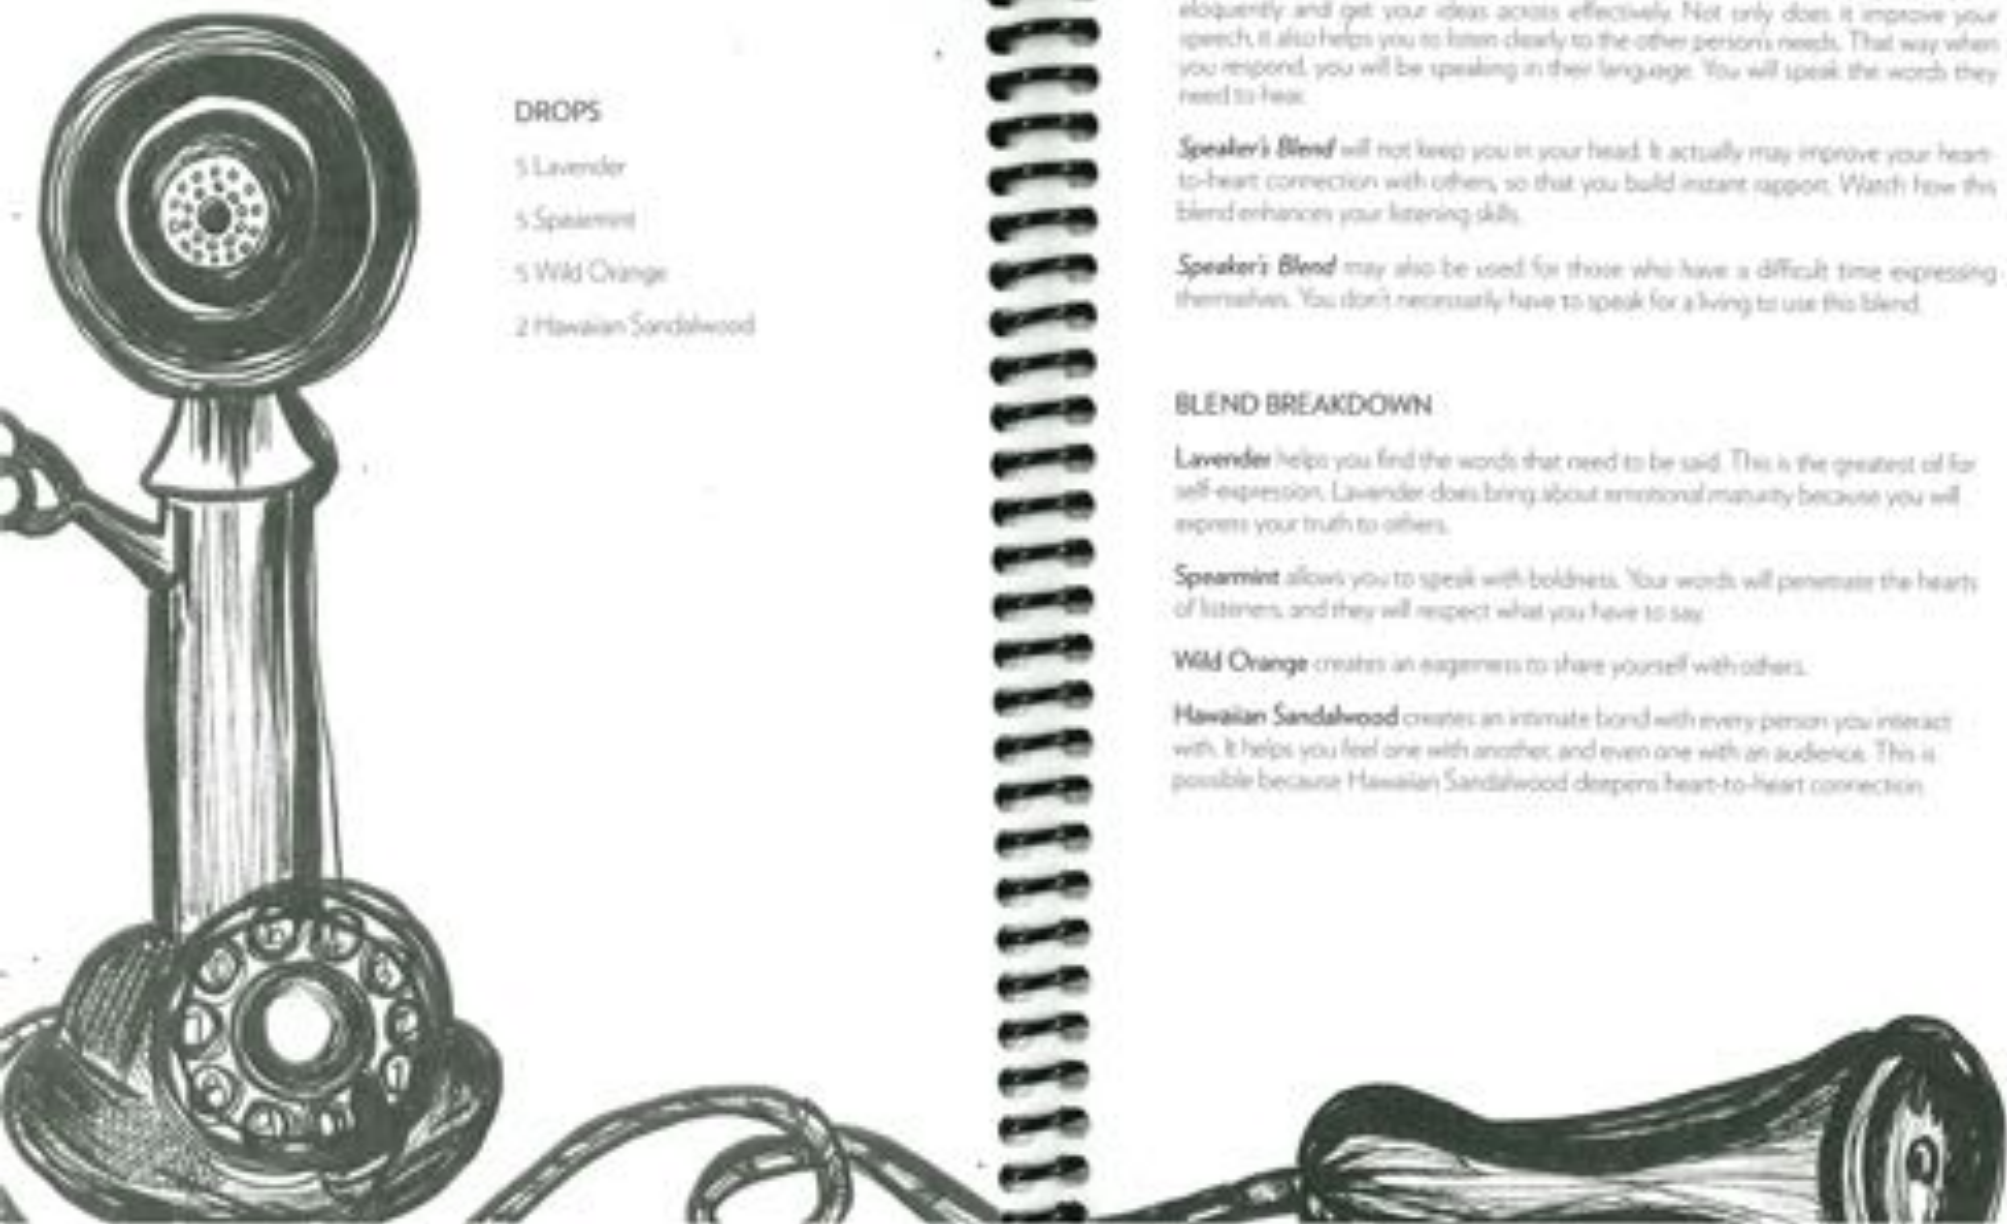 DROPS
5 Lavender
5 Spearmint
5 Wild Orange
2 Hawaiian Sandalwood
eloquently and get your ideas across effectively. Not only does it improve your
speech, it also helps you to listen clearly to the other person's needs. That way when
you respond, you will be speaking in their language. You will speak the words they
need to hear.
Speaker's Blend will not keep you in your head. It actually may improve your heart-
to-heart connection with others, so that you build instant rapport. Watch how this
blend enhances your listening skills.
Speaker's Blend may also be used for those who have a difficult time expressing
themselves. You don't necessarily have to speak for a living to use this blend.
BLEND BREAKDOWN
Lavender helps you find the words that need to be said. This is the greatest oil for
self-expression. Lavender does bring about emotional maturity because you will
express your truth to others.
Spearmint allows you to speak with boldness. Your words will penetrate the hearts
of listeners, and they will respect what you have to say.
Wild Orange creates an eagerness to share yourself with others.
Hawaiian Sandalwood creates an intimate bond with every person you interact
with. It helps you feel one with another, and even one with an audience. This is
possible because Hawaiian Sandalwood deepens heart-to-heart connection.